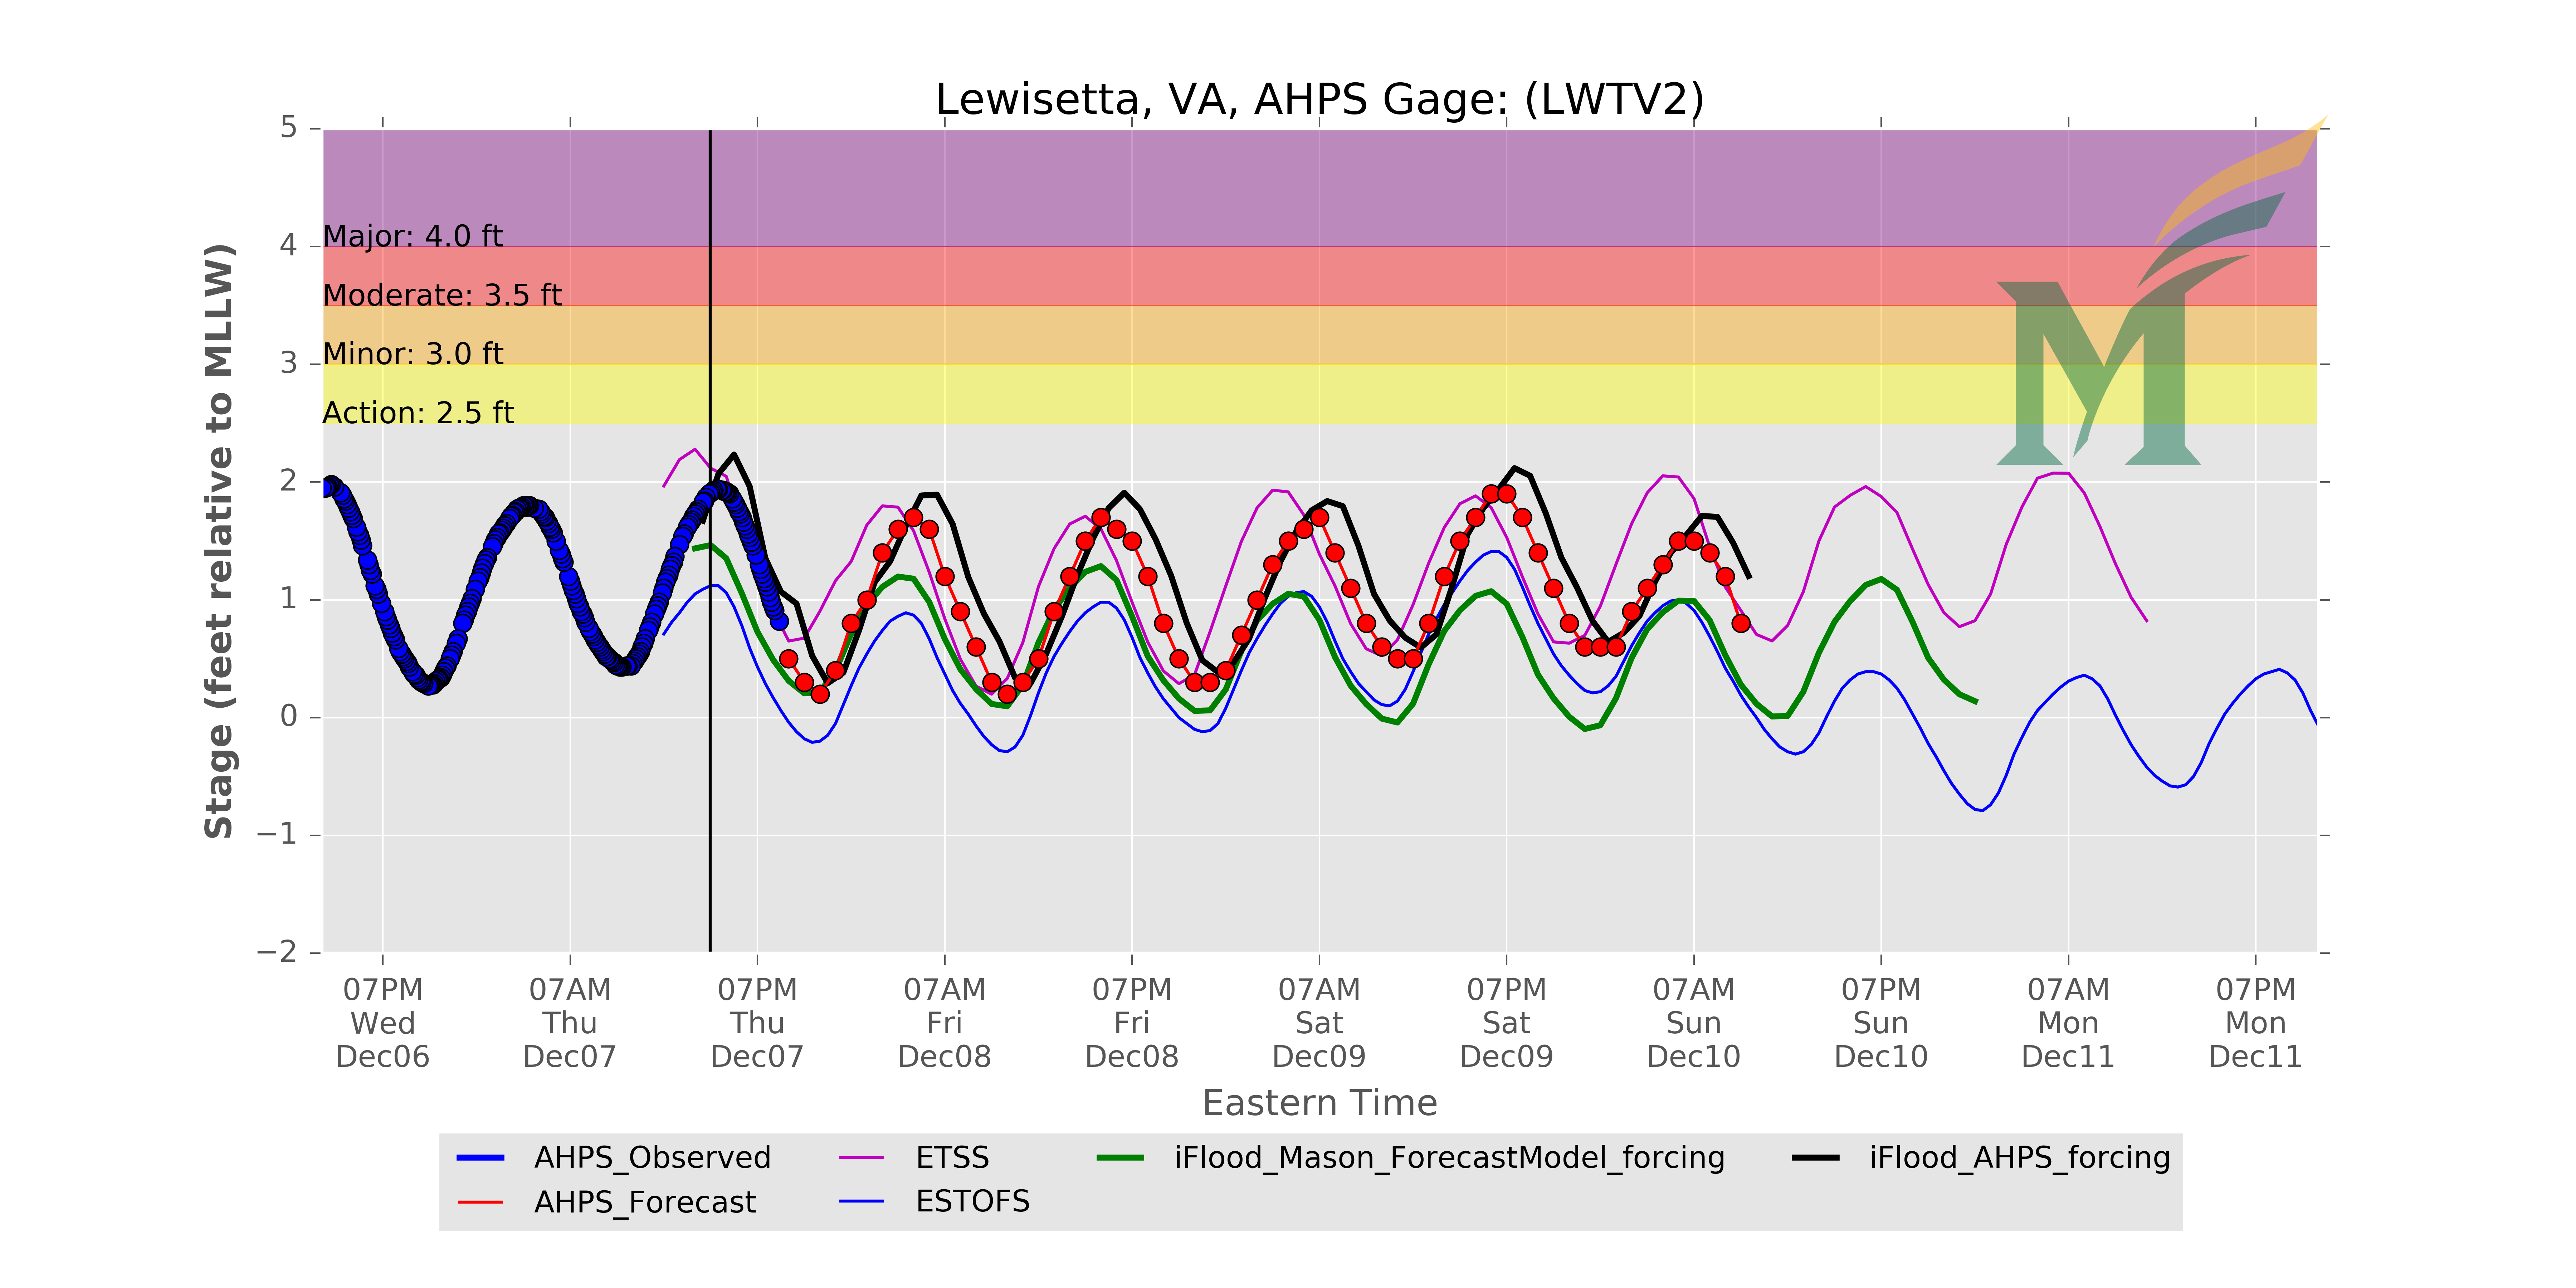 Lewisetta, VA, AHPS Gage: (LWTV2)
5
4
3
2
1
0
−1
−2
Stage (feet relative to MLLW)
Major: 4.0 ft
Moderate: 3.5 ft
Minor: 3.0 ft
Action: 2.5 ft
M
07PM 07AM 07PM 07AM 07PM 07AM 07PM 07AM 07PM 07AM 07PM
Wed Thu Thu Fri Fri Sat Sat Sun Sun Mon Mon
Dec06 Dec07 Dec07 Dec08 Dec08 Dec09 Dec09 Dec10 Dec10 Dec11 Dec11
Eastern Time
AHPS_Observed ETSS iFlood_Mason_ForecastModel_forcing iFlood_AHPS_forcing
AHPS_Forecast ESTOFS